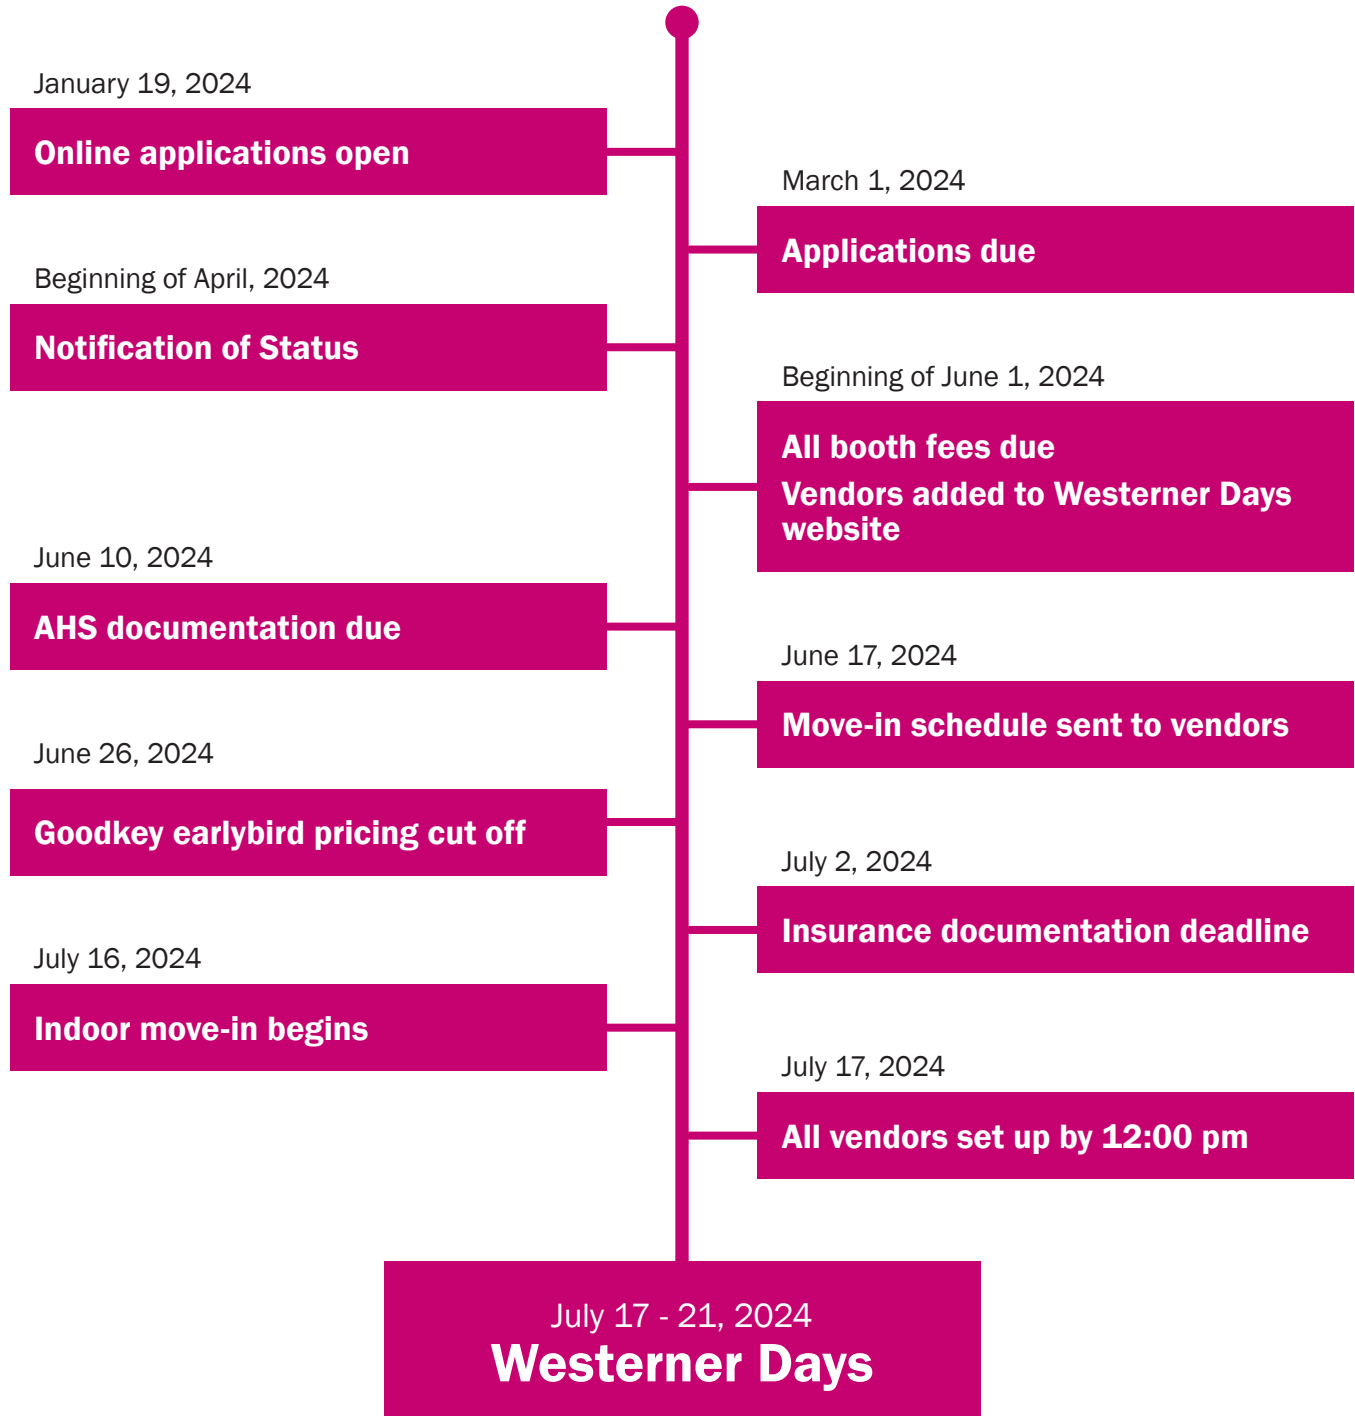 January 19, 2024
Online applications open
March 1, 2024
Applications due
Beginning of April, 2024
Notification of Status
Beginning of June 1, 2024
All booth fees due
Vendors added to Westerner Days
website
June 10, 2024
AHS documentation due
June 17, 2024
Move-in schedule sent to vendors
June 26, 2024
Goodkey earlybird pricing cut off
July 2, 2024
Insurance documentation deadline
July 16, 2024
Indoor move-in begins
July 17, 2024
All vendors set up by 12:00 pm
July 17 - 21, 2024
Westerner Days